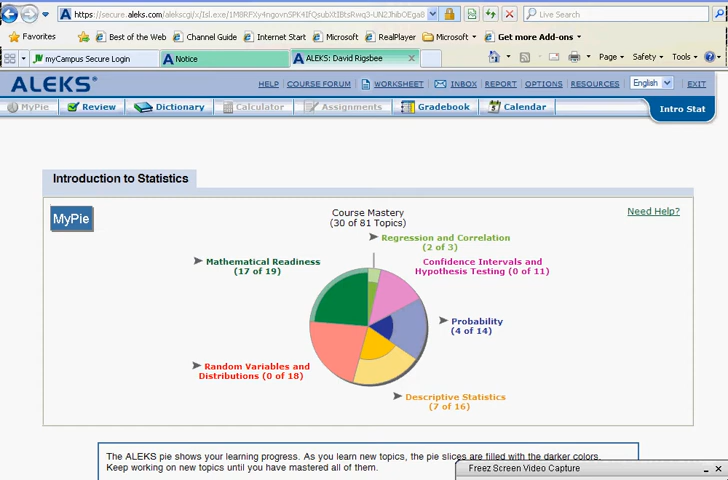 https://secure.aleks.com/alekscgi/x/Isl.exe/
Live Search
Favorites
Best of the Web
Channel Guide
Internet Start
Microsoft
RealPlayer
Microsoft
Get more Add-ons
myCampus Secure Login
Notice
ALEKS: David Rigsbee
Page
Safety
Tools
ALEKS
HELP
COURSE FORUM
WORKSHEET
INBOX
REPORT
OPTIONS
RESOURCES
English
EXIT
MyPie
Review
Dictionary
Calculator
Assignments
Gradebook
Calendar
Intro Stat
Introduction to Statistics
MyPie
Course Mastery
(30 of 81 Topics)
Need Help?
Regression and Correlation
(2 of 3)
Mathematical Readiness
(17 of 19)
Confidence Intervals and
Hypothesis Testing (0 of 11)
Probability
(4 of 14)
Random Variables and
Distributions (0 of 18)
Descriptive Statistics
(7 of 16)
The ALEKS pie shows your learning progress. As you learn new topics, the pie slices are filled with the darker colors.
Keep working on new topics until you have mastered all of them.
Freez Screen Video Capture